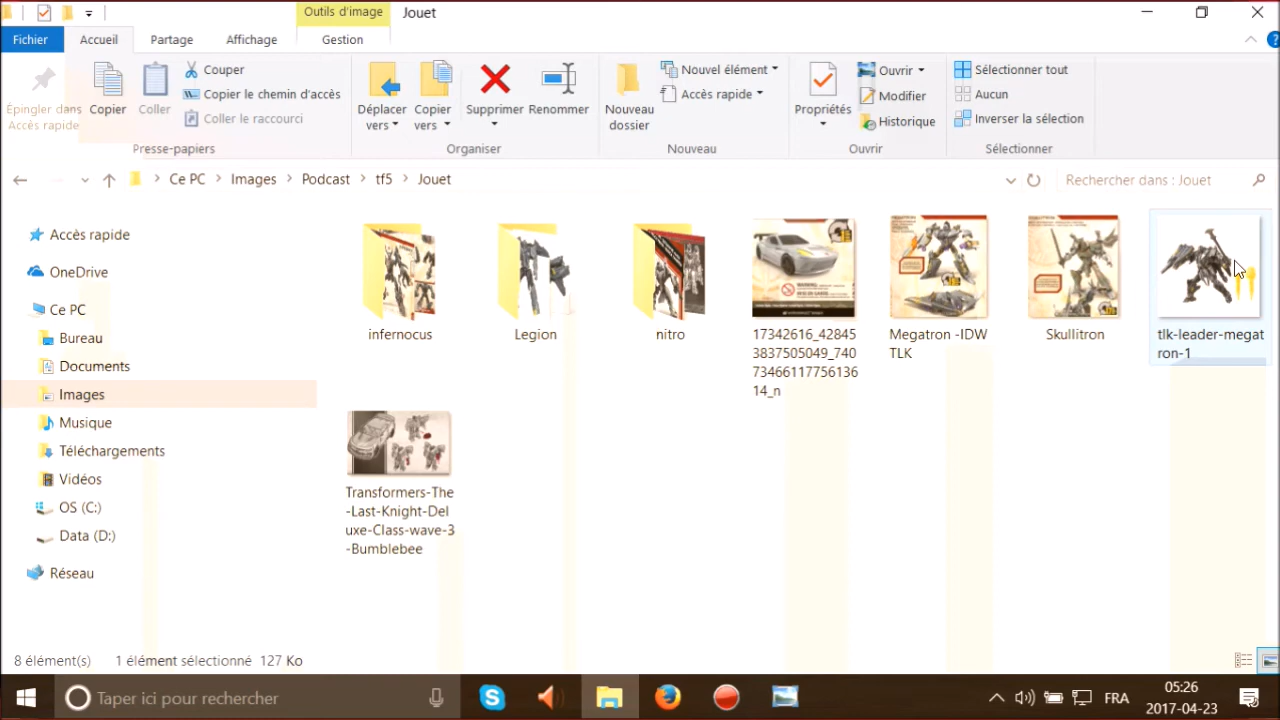 Outils d'image
Jouet
Fichier
Accueil
Partage
Affichage
Gestion
Épingler dans
Accès rapide
Copier
Coller
Couper
Copier le chemin d'accès
Coller le raccourci
Presse-papiers
Déplacer
vers
Copier
vers
Supprimer
Renommer
Organiser
Nouveau
dossier
Nouvel élément
Accès rapide
Nouveau
Propriétés
Ouvrir
Modifier
Historique
Ouvrir
Sélectionner tout
Aucun
Inverser la sélection
Sélectionner
Ce PC
Images
Podcast
tf5
Jouet
Rechercher dans : Jouet
Accès rapide
OneDrive
Ce PC
Bureau
Documents
Images
Musique
Téléchargements
Vidéos
OS (C:)
Data (D:)
Réseau
infernocus
Legion
nitro
17342616_42845
3837505049_740
73466117756136
14_n
Megatron -IDW
TLK
Skullitron
tlk-leader-megat
ron-1
Transformers-The
-Last-Knight-Del
uxe-Class-wave-3
-Bumblebee
8 élément(s)
1 élément sélectionné 127 Ko
Taper ici pour rechercher
FRA
05:26
2017-04-23